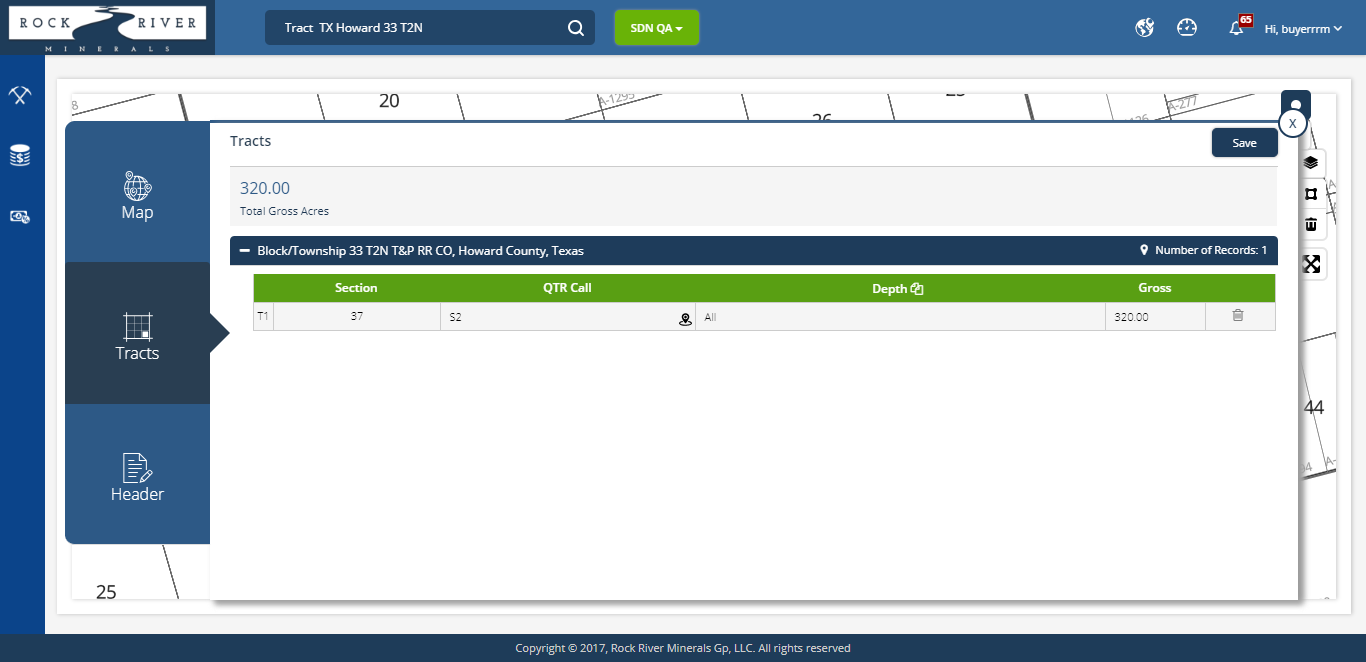 ROCK RIVER
MINERALS
Tract TX Howard 33 T2N
SDN QA
65
Hi, buyerrrm
8
20
A-1295
26
A-277
X
Map
Tracts
Header
Tracts
Save
320.00
Total Gross Acres
Block/Township 33 T2N T&P RR CO, Howard County, Texas
Number of Records: 1
Section QTR Call Depth Gross
T1 37 S2 All 320.00
44
25
Copyright © 2017, Rock River Minerals Gp, LLC. All rights reserved